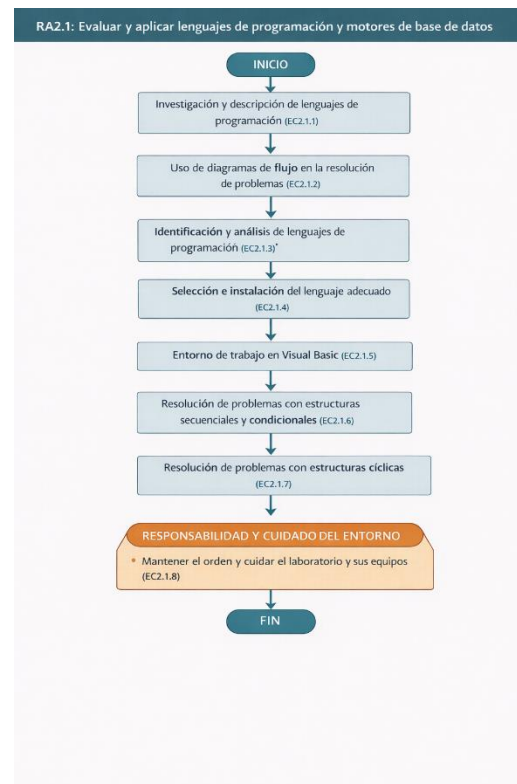 RA2.1: Evaluar y aplicar lenguajes de programación y motores de base de datos
INICIO
Investigación y descripción de lenguajes de
programación (EC2.1.1)
Uso de diagramas de flujo en la resolución
de problemas (EC2.1.2)
Identificación y análisis de lenguajes de
programación (EC2.1.3)*
Selección e instalación del lenguaje adecuado
(EC2.1.4)
Entorno de trabajo en Visual Basic (EC2.1.5)
Resolución de problemas con estructuras
secuenciales y condicionales (EC2.1.6)
Resolución de problemas con estructuras cíclicas
(EC2.1.7)
RESPONSABILIDAD Y CUIDADO DEL ENTORNO
• Mantener el orden y cuidar el laboratorio y sus equipos
(EC2.1.8)
FIN